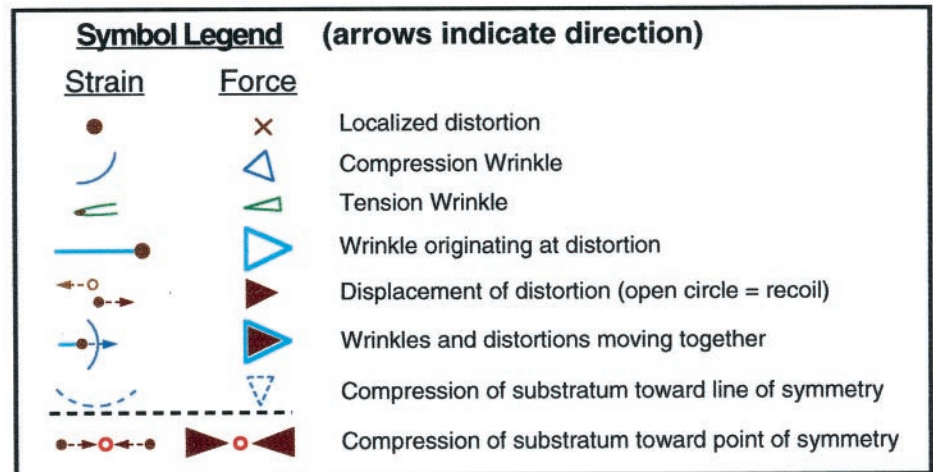 Symbol Legend (arrows indicate direction)
Strain Force
Localized distortion
Compression Wrinkle
Tension Wrinkle
Wrinkle originating at distortion
Displacement of distortion (open circle = recoil)
Wrinkles and distortions moving together
Compression of substratum toward line of symmetry
Compression of substratum toward point of symmetry